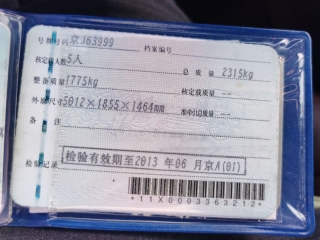 号牌号码 京J63999 档案编号
核定载人数 5人 总质量 2315kg
整备质量 1775kg 核定载质量 --
外廓尺寸 5012×1855×1464 准牵引总质量 --
备注
检验记录 检验有效期至2013年06月京A(01)
*11X0003363212*